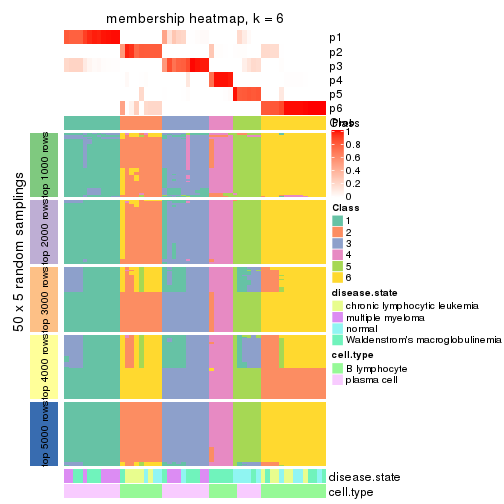 membership heatmap, k = 6
p1
p2
p3
p4
p5
p6
Class
Prob
1
0.8
0.6
0.4
0.2
0
Class
1
2
3
4
5
6
disease.state
chronic lymphocytic leukemia
multiple myeloma
normal
Waldenstrom's macroglobulinemia
cell.type
B lymphocyte
plasma cell
50 x 5 random samplings
top 1000 rows
top 2000 rows
top 3000 rows
top 4000 rows
top 5000 rows
disease.state
cell.type